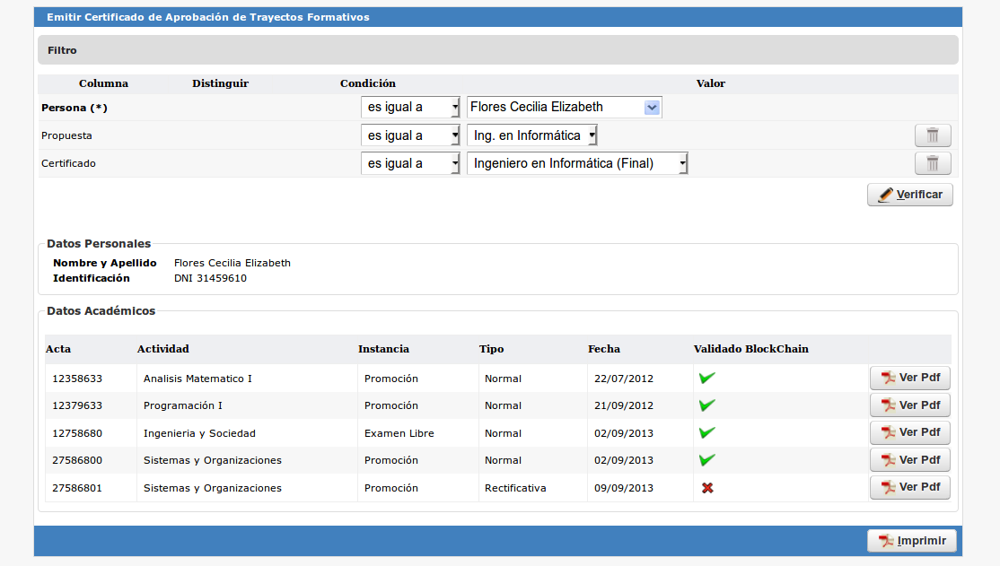 Emitir Certificado de Aprobación de Trayectos Formativos
Filtro
Columna Distinguir Condición Valor
Persona (*) es igual a Flores Cecilia Elizabeth
Propuesta es igual a Ing. en Informática
Certificado es igual a Ingeniero en Informática (Final)
Verificar
Datos Personales
Nombre y Apellido Flores Cecilia Elizabeth
Identificación DNI 31459610
Datos Académicos
Acta Actividad Instancia Tipo Fecha Validado BlockChain
12358633 Analisis Matematico I Promoción Normal 22/07/2012 Ver Pdf
12379633 Programación I Promoción Normal 21/09/2012 Ver Pdf
12758680 Ingenieria y Sociedad Examen Libre Normal 02/09/2013 Ver Pdf
27586800 Sistemas y Organizaciones Promoción Normal 02/09/2013 Ver Pdf
27586801 Sistemas y Organizaciones Promoción Rectificativa 09/09/2013 Ver Pdf
Imprimir